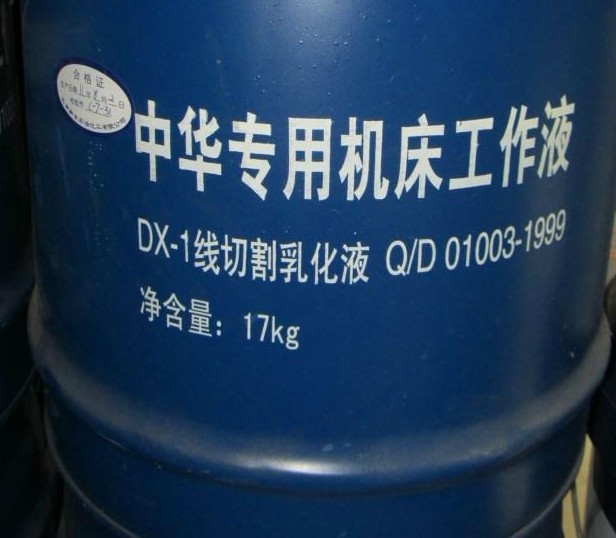 合格证
中华专用机床工作液
DX-1线切割乳化液 Q/D 01003-1999
净含量：17kg